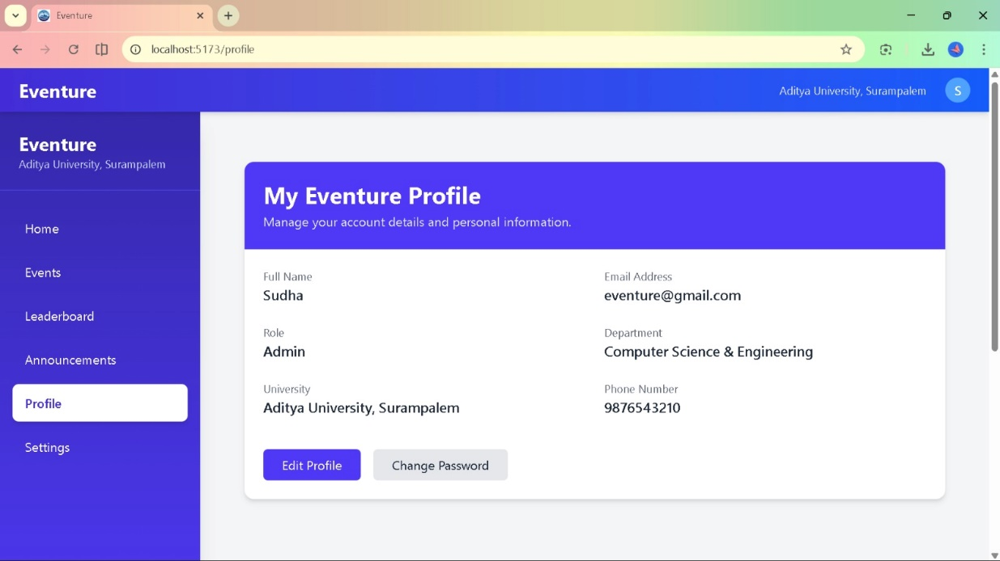 Eventure
localhost:5173/profile
Eventure
Aditya University, Surampalem
S
Eventure
Aditya University, Surampalem
Home
Events
Leaderboard
Announcements
Profile
Settings
My Eventure Profile
Manage your account details and personal information.
Full Name
Sudha
Email Address
eventure@gmail.com
Role
Admin
Department
Computer Science & Engineering
University
Aditya University, Surampalem
Phone Number
9876543210
Edit Profile
Change Password